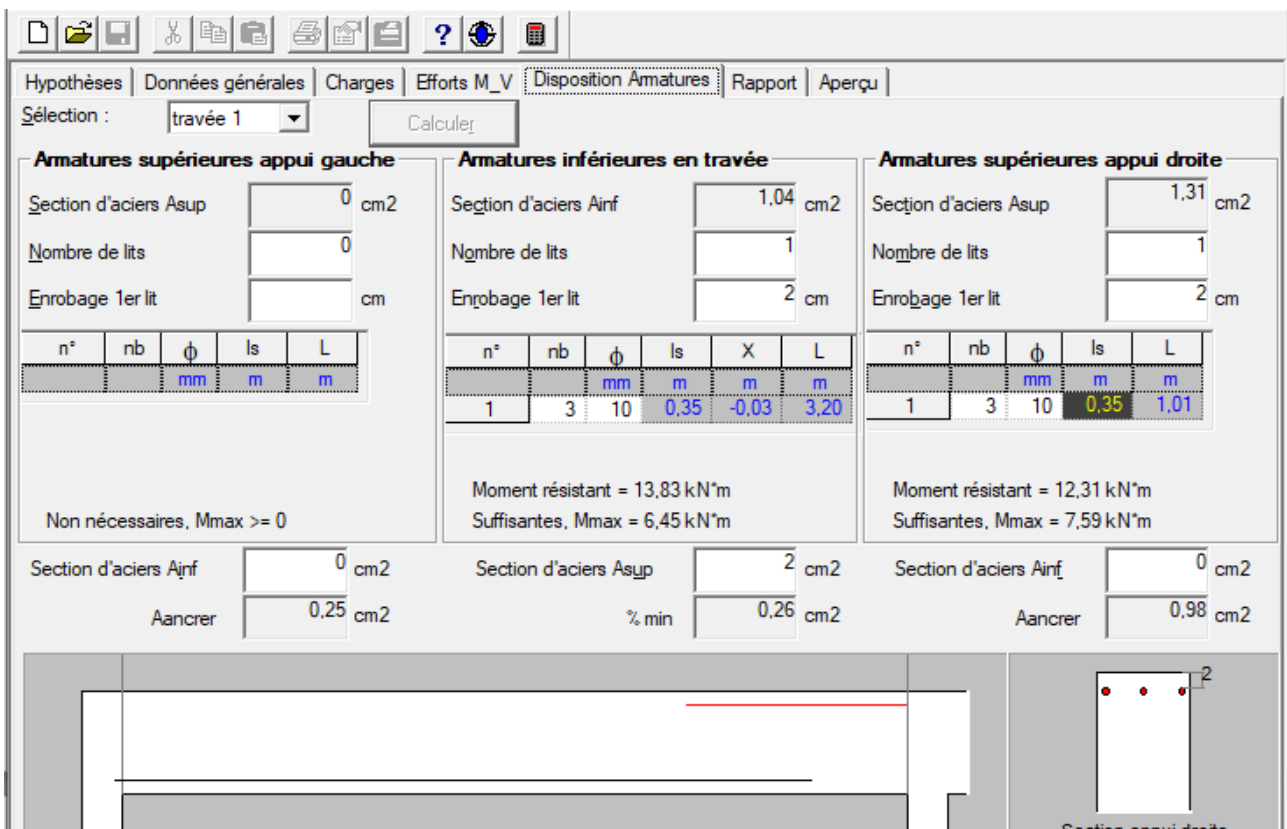 Hypothèses Données générales Charges Efforts M_V Disposition Armatures Rapport Aperçu
Sélection : travée 1 Calculer
Armatures supérieures appui gauche Armatures inférieures en travée Armatures supérieures appui droite
Section d'aciers Asup 0 cm2 Section d'aciers Ainf 1,04 cm2 Section d'aciers Asup 1,31 cm2
Nombre de lits 0 Nombre de lits 1 Nombre de lits 1
Enrobage 1er lit cm Enrobage 1er lit 2 cm Enrobage 1er lit 2 cm
n° nb ϕ ls L n° nb ϕ ls X L n° nb ϕ ls L
mm m m mm m m m mm m m
1 3 10 0,35 -0,03 3,20 1 3 10 0,35 1,01
Moment résistant = 13,83 kN*m Moment résistant = 12,31 kN*m
Non nécessaires, Mmax >= 0 Suffisantes, Mmax = 6,45 kN*m Suffisantes, Mmax = 7,59 kN*m
Section d'aciers Ainf 0 cm2 Section d'aciers Asup 2 cm2 Section d'aciers Ainf 0 cm2
Aancrer 0,25 cm2 % min 0,26 cm2 Aancrer 0,98 cm2
2
Section appui droite